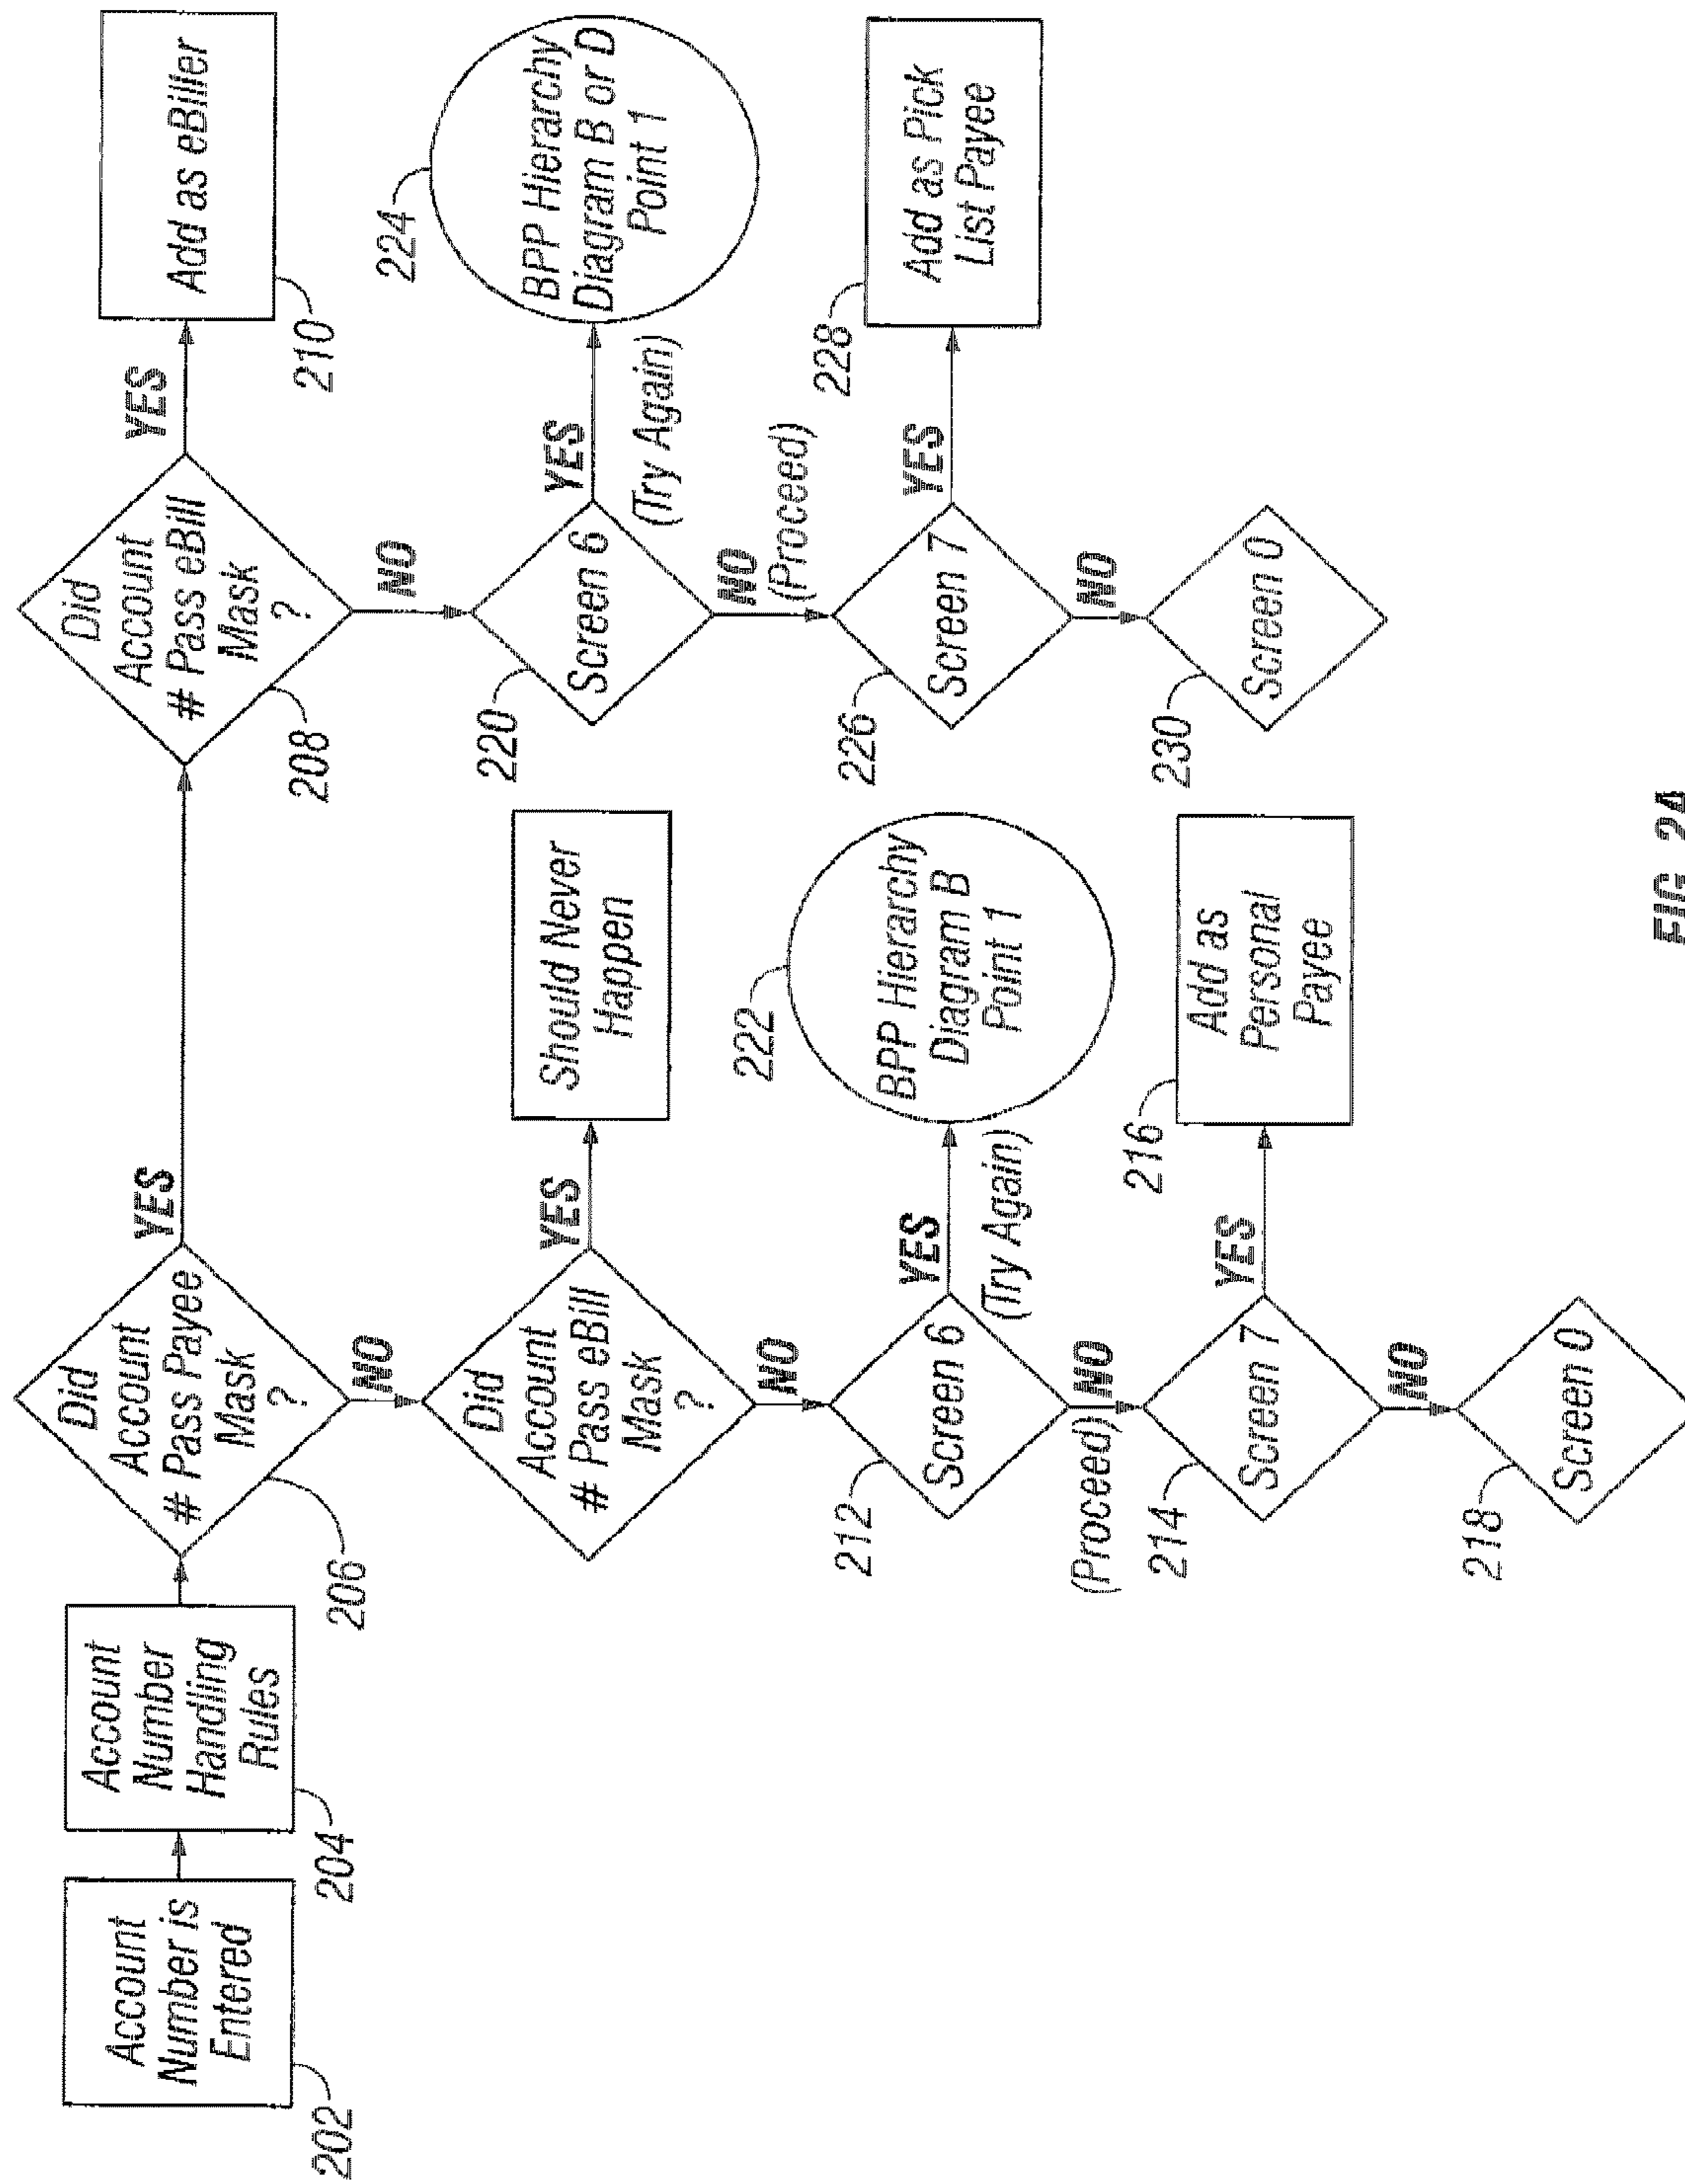 Account
Number is
Entered
202
Account
Number
Handling
Rules
204
Did
Account
# Pass Payee
Mask
?
206
YES
NO
Did
Account
# Pass eBill
Mask
?
208
YES
NO
Add as eBiller
210
Did
Account
# Pass eBill
Mask
?
YES
NO
Should Never
Happen
Screen 6
212
YES
(Try Again)
NO
(Proceed)
BPP Hierarchy
Diagram B
Point 1
222
Screen 7
214
YES
NO
Add as
Personal
Payee
216
Screen 0
218
Screen 6
220
YES
(Try Again)
NO
(Proceed)
BPP Hierarchy
Diagram B or D
Point 1
224
Screen 7
226
YES
NO
Add as Pick
List Payee
228
Screen 0
230
FIG. 2A